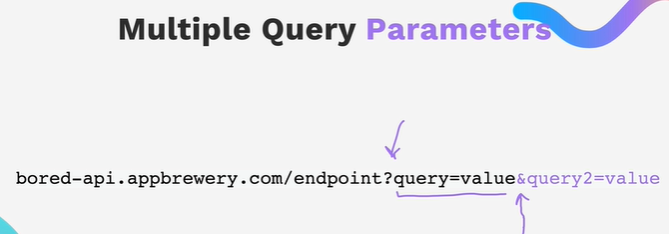 Multiple Query Parameters
bored-api.appbrewery.com/endpoint?query=value&query2=value